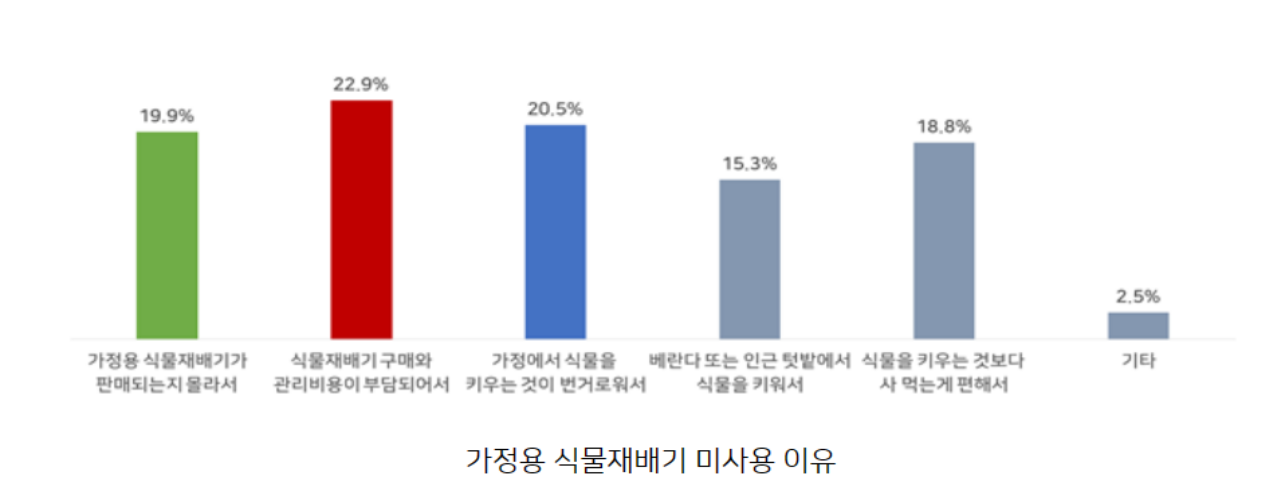 19.9%
22.9%
20.5%
15.3%
18.8%
2.5%
가정용 식물재배기가
판매되는지 몰라서
식물재배기 구매와
관리비용이 부담되어서
가정에서 식물을
키우는 것이 번거로워서
베란다 또는 인근 텃밭에서
식물을 키워서
식물을 키우는 것보다
사 먹는게 편해서
기타
가정용 식물재배기 미사용 이유